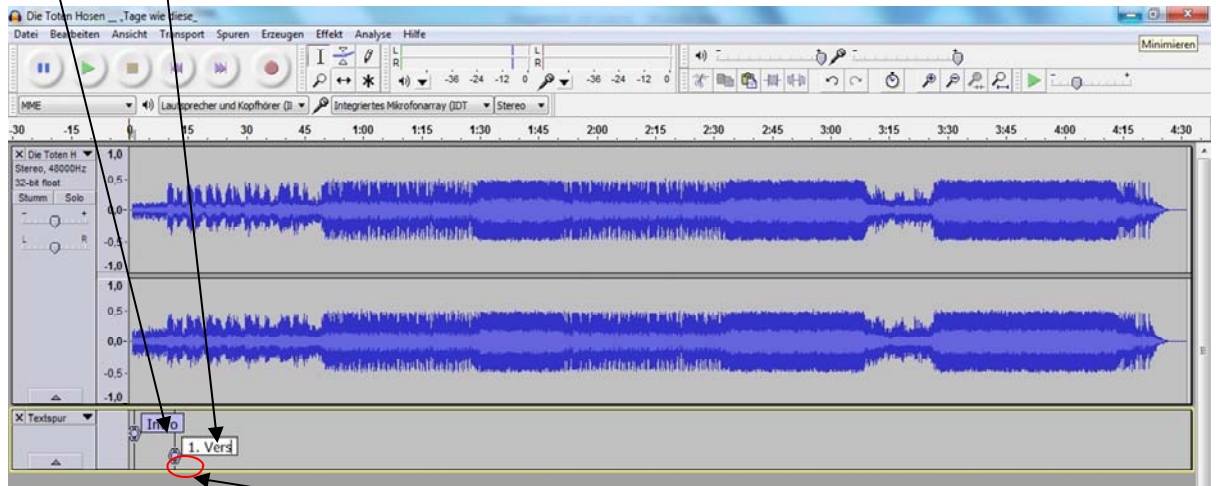 Die Toten Hosen __ „Tage wie diese_
Datei Bearbeiten Ansicht Transport Spuren Erzeugen Effekt Analyse Hilfe
Minimieren
L
R
L
R
-36 -24 -12 0
-36 -24 -12 0
MME
Lautsprecher und Kopfhörer (II
Integriertes Mikrofonarray (IDT
Stereo
-30 -15 0 15 30 45 1:00 1:15 1:30 1:45 2:00 2:15 2:30 2:45 3:00 3:15 3:30 3:45 4:00 4:15 4:30
X Die Toten H
Stereo, 48000Hz
32-bit float
Stumm Solo
- +
L R
1,0
0,5-
0,0-
-0,5-
-1,0
1,0
0,5-
0,0-
-0,5-
-1,0
X Textspur
Intro
1. Vers